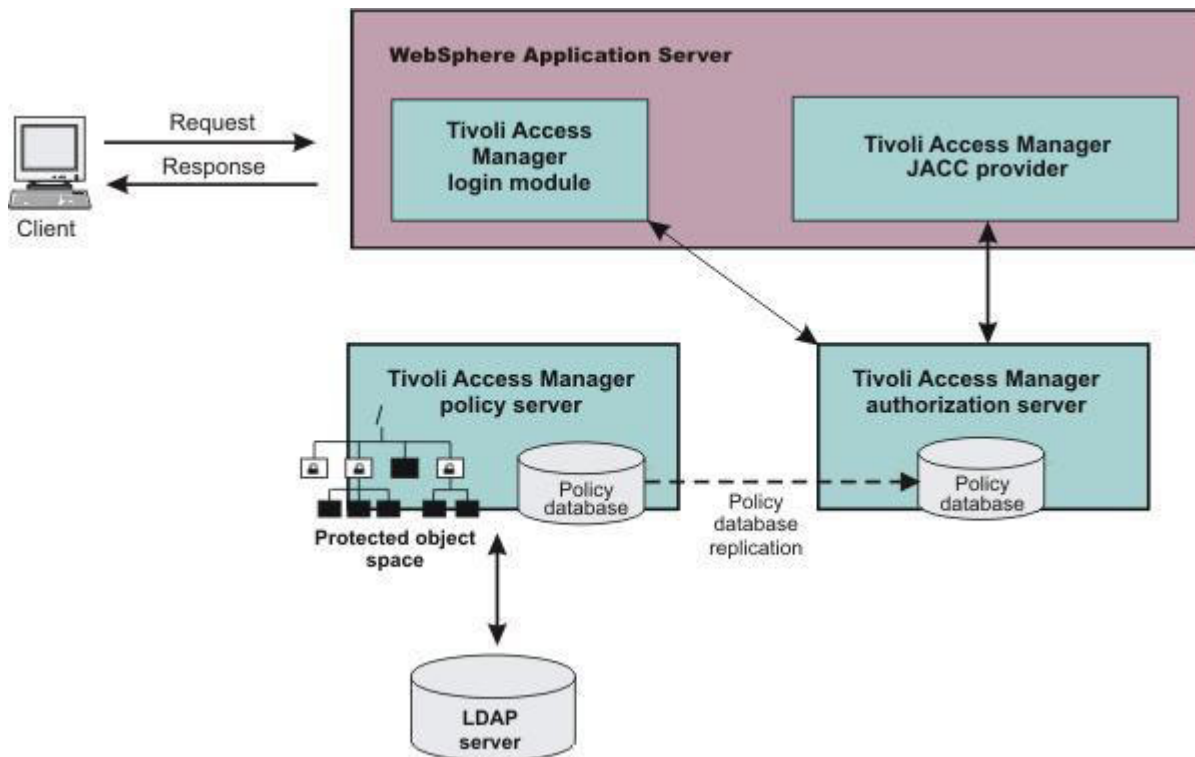 WebSphere Application Server
Request
Response
Client
Tivoli Access
Manager
login module
Tivoli Access Manager
JACC provider
Tivoli Access Manager
policy server
/
Policy
database
Protected object
space
Policy
database
replication
Tivoli Access Manager
authorization server
Policy
database
LDAP
server